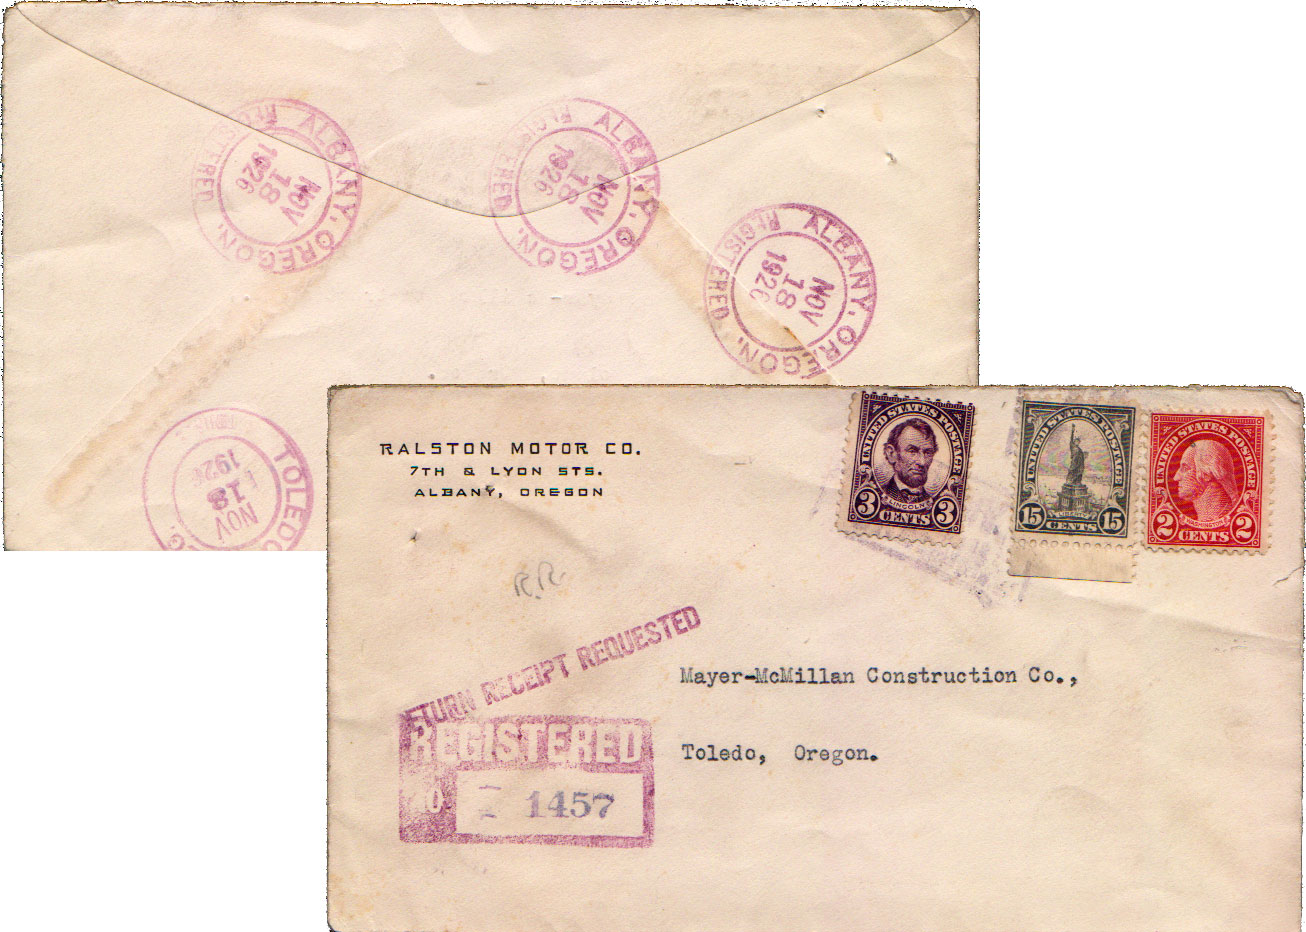 ALBANY, OREGON.
REGISTERED
NOV
18
1926
ALBANY, OREGON.
REGISTERED
NOV
18
1926
ALBANY, OREGON.
REGISTERED
NOV
18
1926
TOLEDO
NOV
18
RALSTON MOTOR CO.
7TH & LYON STS.
ALBANY, OREGON
UNITED STATES POSTAGE
LINCOLN
3 CENTS 3
UNITED STATES POSTAGE
LIBERTY
15 CENTS 15
UNITED STATES POSTAGE
WASHINGTON
2 CENTS 2
R.R.
ETURN RECEIPT REQUESTED
REGISTERED
NO. 1457
Mayer-McMillan Construction Co.,
Toledo, Oregon.